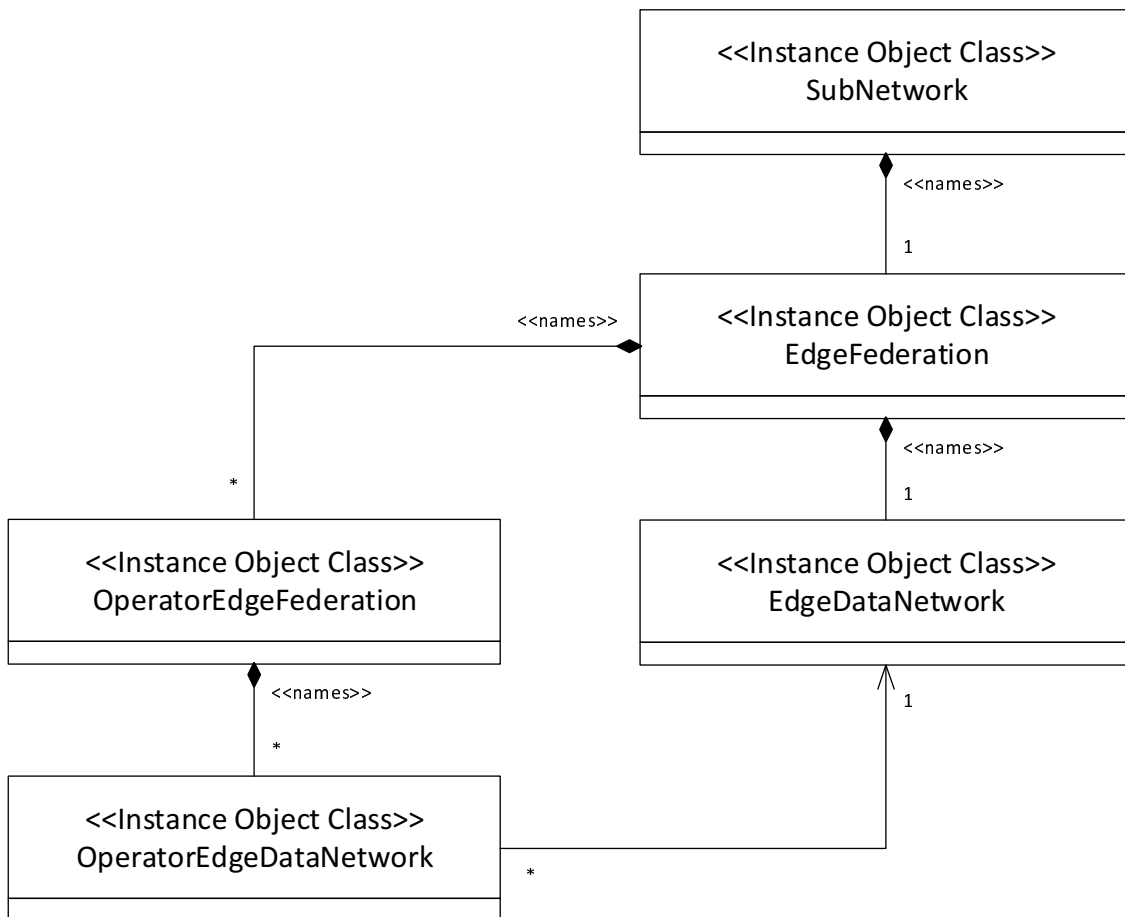 <<Instance Object Class>>
SubNetwork
<<names>>
1
<<Instance Object Class>>
EdgeFederation
<<names>>
<<names>>
*
1
<<Instance Object Class>>
OperatorEdgeFederation
<<Instance Object Class>>
EdgeDataNetwork
<<names>>
1
*
<<Instance Object Class>>
OperatorEdgeDataNetwork
*